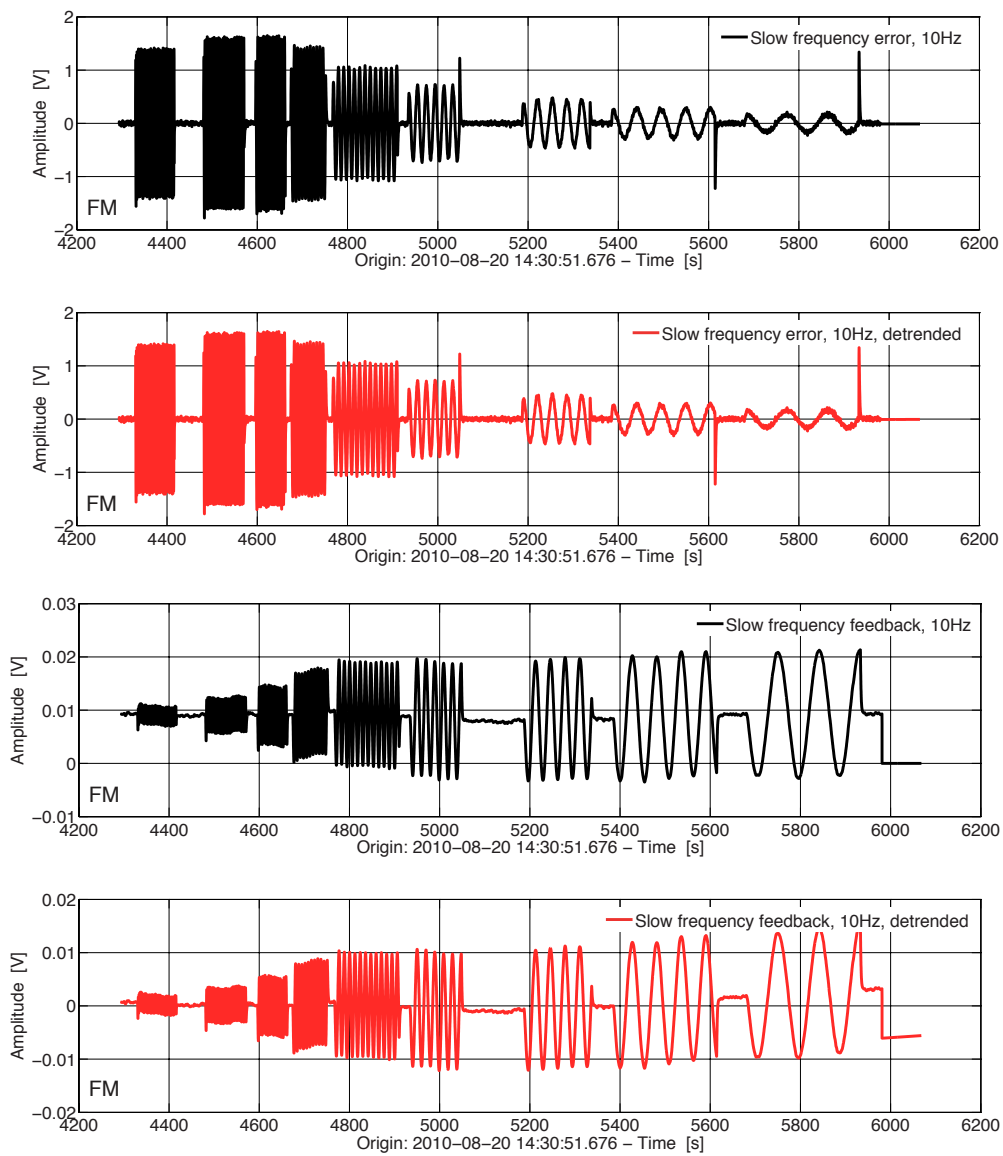 2
Slow frequency error, 10Hz
1
0
−1
−2
Amplitude [V]
FM
4200 4400 4600 4800 5000 5200 5400 5600 5800 6000 6200
Origin: 2010−08−20 14:30:51.676 − Time [s]
2
Slow frequency error, 10Hz, detrended
1
0
−1
−2
Amplitude [V]
FM
4200 4400 4600 4800 5000 5200 5400 5600 5800 6000 6200
Origin: 2010−08−20 14:30:51.676 − Time [s]
0.03
Slow frequency feedback, 10Hz
0.02
0.01
0
−0.01
Amplitude [V]
FM
4200 4400 4600 4800 5000 5200 5400 5600 5800 6000 6200
Origin: 2010−08−20 14:30:51.676 − Time [s]
0.02
Slow frequency feedback, 10Hz, detrended
0.01
0
−0.01
−0.02
Amplitude [V]
FM
4200 4400 4600 4800 5000 5200 5400 5600 5800 6000 6200
Origin: 2010−08−20 14:30:51.676 − Time [s]